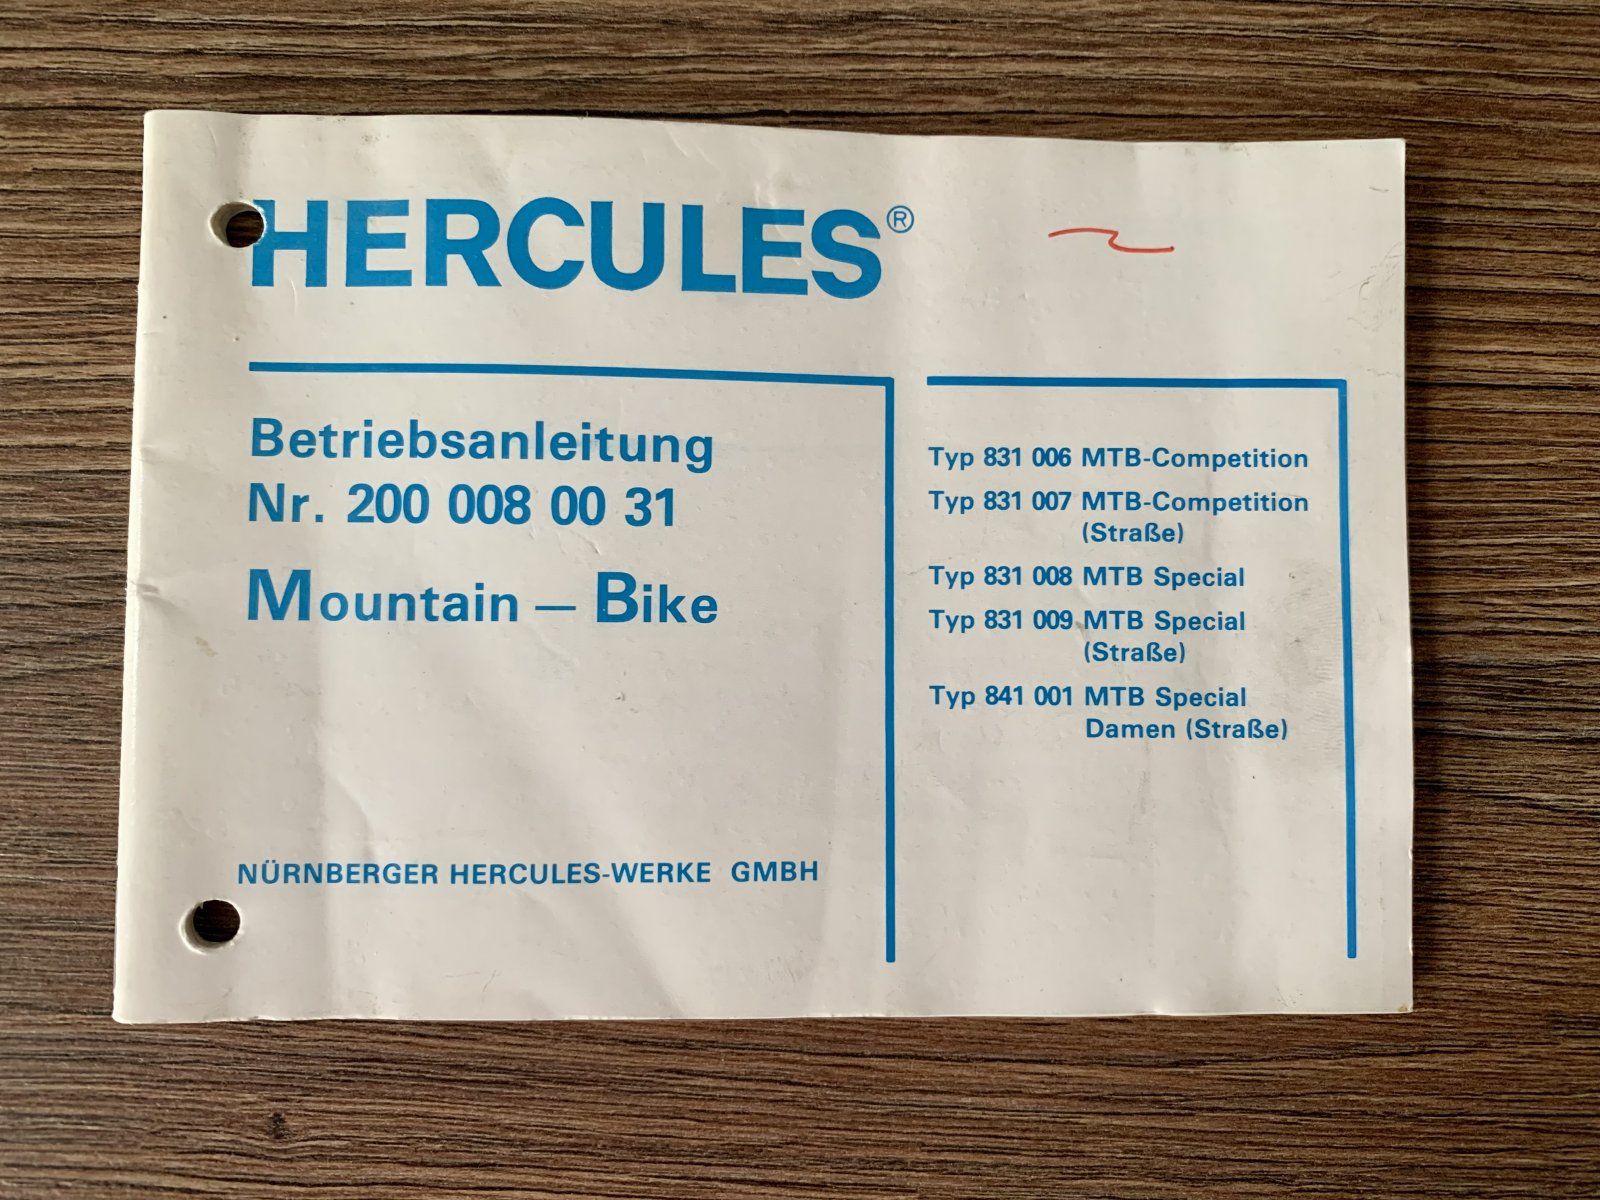 HERCULES®
Betriebsanleitung
Nr. 200 008 00 31
Mountain – Bike
NÜRNBERGER HERCULES-WERKE GMBH
Typ 831 006 MTB-Competition
Typ 831 007 MTB-Competition
(Straße)
Typ 831 008 MTB Special
Typ 831 009 MTB Special
(Straße)
Typ 841 001 MTB Special
Damen (Straße)